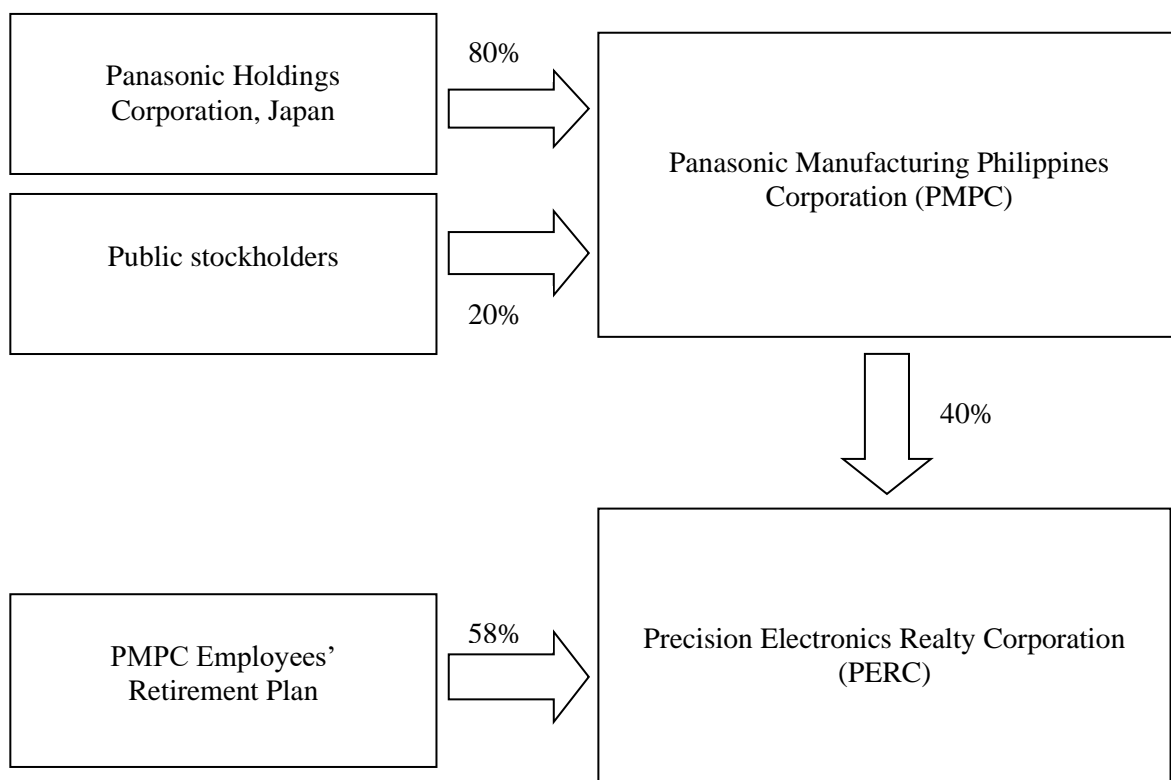 80%
Panasonic Holdings
Corporation, Japan
Panasonic Manufacturing Philippines
Corporation (PMPC)
Public stockholders
20%
40%
58%
PMPC Employees’
Retirement Plan
Precision Electronics Realty Corporation
(PERC)